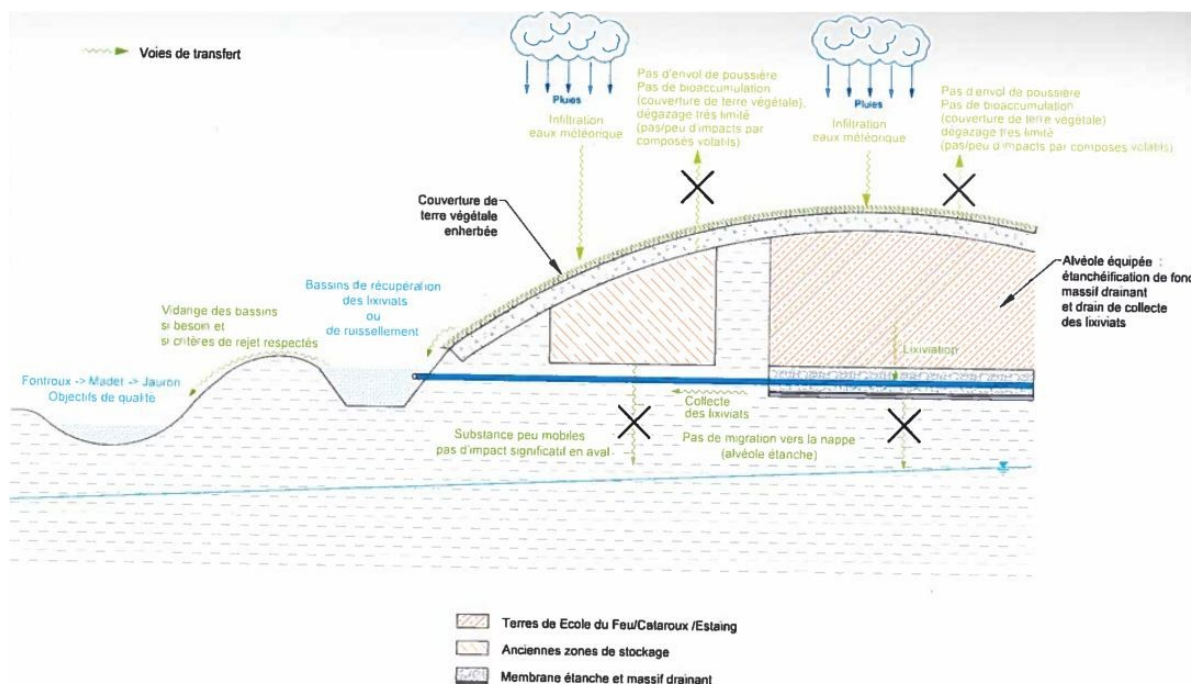 Voies de transfert
Pluies
Infiltration
eaux météorique
Pas d'envol de poussière
Pas de bioaccumulation
(couverture de terre végétale),
dégazage très limité
(pas/peu d'impacts par
composés volatils)
Pluies
Infiltration
eaux météorique
Pas d'envol de poussière
Pas de bioaccumulation
(couverture de terre végétale)
dégazage très limité
(pas/peu d'impacts par composés volatifs)
Couverture de
terre végétale
enherbée
Alvéole équipée :
étanchéification de fond
massif drainant
et drain de collecte
des lixiviats
Bassins de récupération
des lixiviats
ou
de ruissellement
Vidange des bassins
si besoin et
si critères de rejet respectés
Fontroux -> Madet -> Jauron
Objectifs de qualité
Lixiviation
Collecte
des lixiviats
Substance peu mobiles
pas d'impact significatif en aval
Pas de migration vers la nappe
(alvéole étanche)
Terres de Ecole du Feu/Cataroux /Estaing
Anciennes zones de stockage
Membrane étanche et massif drainant